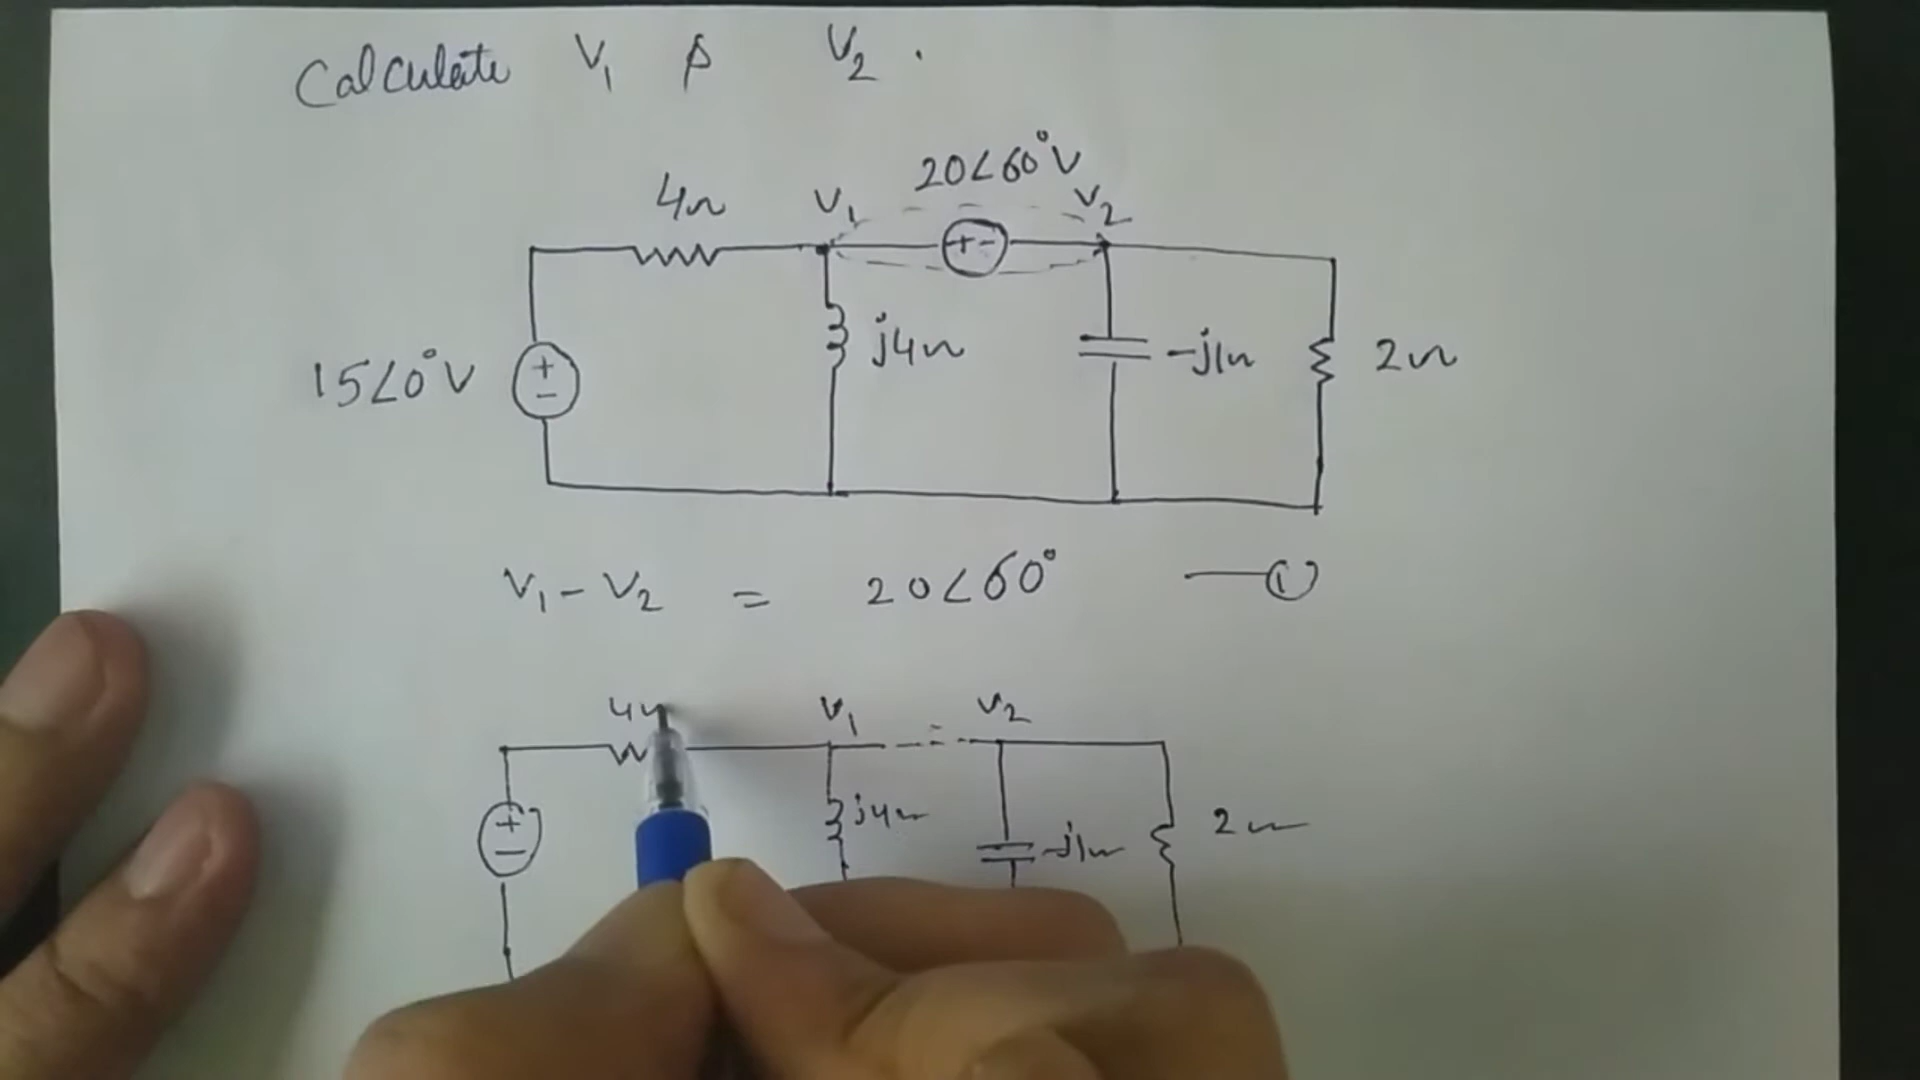 Calculate V₁ & V₂.
20∠60°V
4Ω V₁ + - V₂
15∠0°V + - j4Ω -j1Ω 2Ω
V₁ - V₂ = 20∠60° —①
4Ω V₁ V₂
+ - j4Ω -j1Ω 2Ω